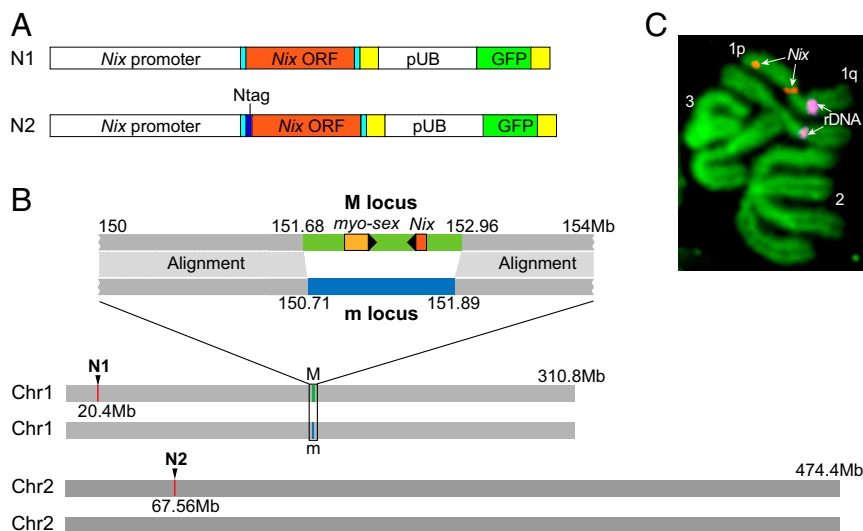 A
N1 Nix promoter Nix ORF pUB GFP
Ntag
N2 Nix promoter Nix ORF pUB GFP
B
M locus
150 151.68 myo-sex Nix 152.96 154Mb
Alignment Alignment
150.71 151.89
m locus
N1 M 310.8Mb
Chr1
20.4Mb
Chr1
m
N2 474.4Mb
Chr2
67.56Mb
Chr2
C
1p Nix 1q
3 rDNA
2